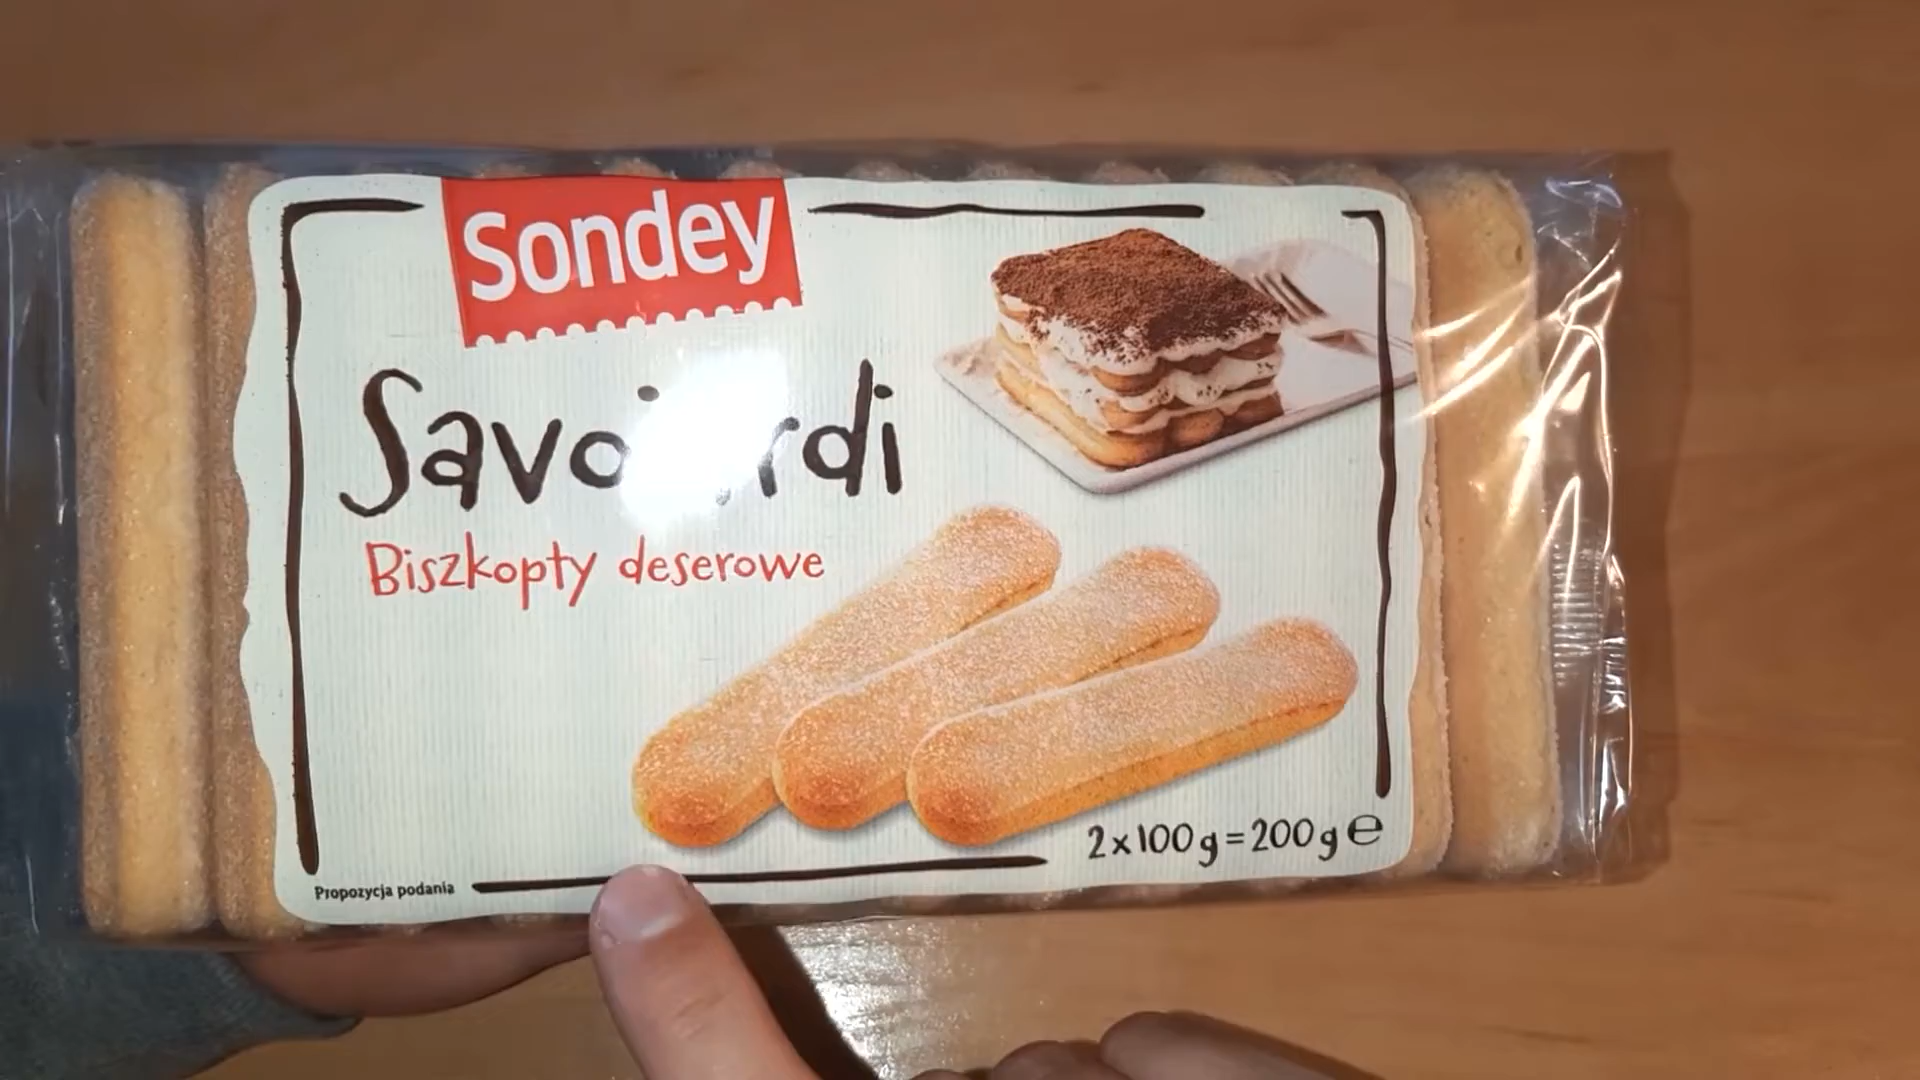 Sondey
Savoiardi
Biszkopty deserowe
2x100g=200g℮
Propozycja podania